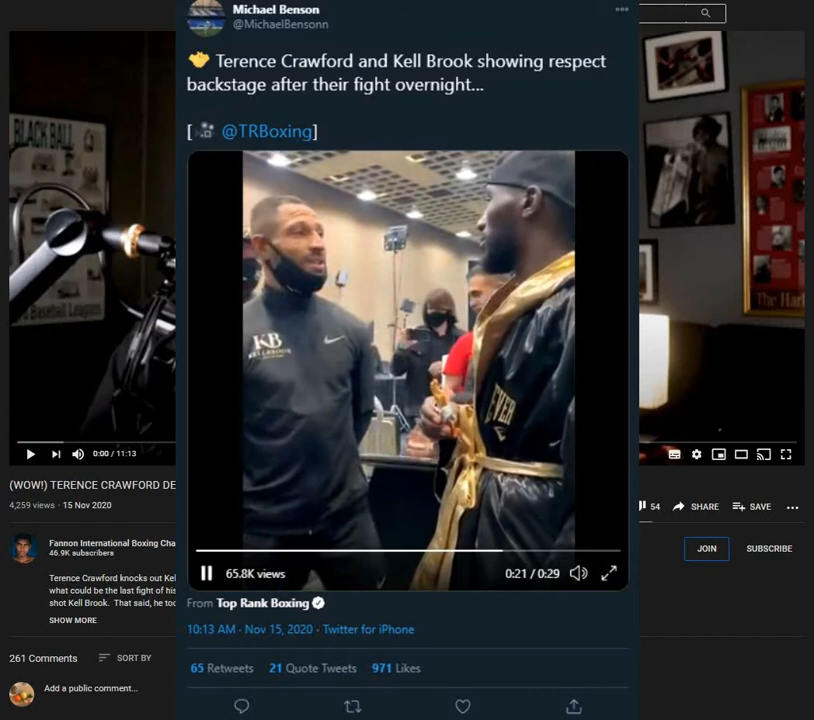 Michael Benson
@MichaelBensonn
Terence Crawford and Kell Brook showing respect
backstage after their fight overnight...
[ @TRBoxing]
BLACK BALL
Baseball Leagues
The Har
KB
KELLBROOK
EVER
65.8K views
0:21 / 0:29
From Top Rank Boxing
10:13 AM · Nov 15, 2020 · Twitter for iPhone
65 Retweets 21 Quote Tweets 971 Likes
0:00 / 11:13
(WOW!) TERENCE CRAWFORD DE
4,259 views · 15 Nov 2020
54 SHARE SAVE
Fannon International Boxing Cha
46.9K subscribers
JOIN SUBSCRIBE
Terence Crawford knocks out Kel
what could be the last fight of his
shot Kell Brook. That said, he too
SHOW MORE
261 Comments SORT BY
Add a public comment...